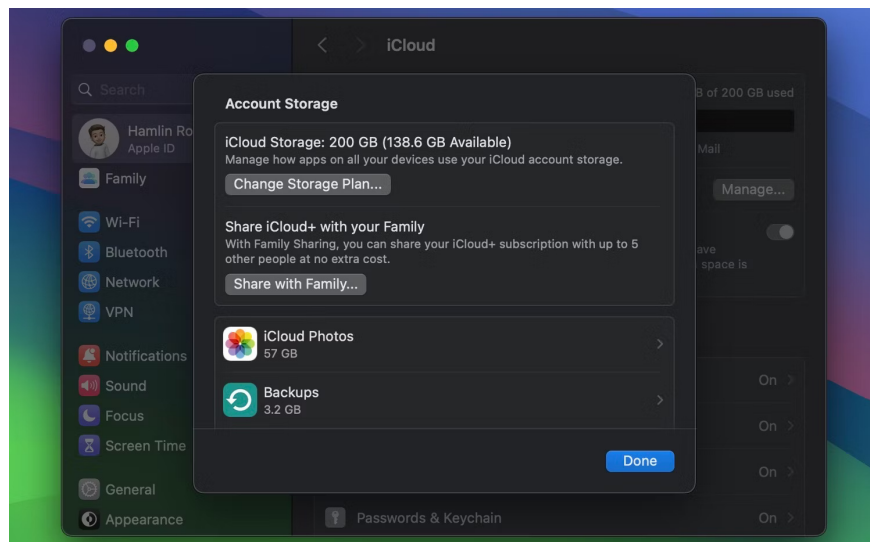 iCloud
Search
B of 200 GB used
Hamlin Ro
Apple ID
Mail
Family
Manage...
Wi-Fi
Bluetooth
ave
space is
Network
VPN
Notifications
Sound
On
Focus
On
Screen Time
On
General
Appearance
Passwords & Keychain
On
Account Storage
iCloud Storage: 200 GB (138.6 GB Available)
Manage how apps on all your devices use your iCloud account storage.
Change Storage Plan...
Share iCloud+ with your Family
With Family Sharing, you can share your iCloud+ subscription with up to 5
other people at no extra cost.
Share with Family...
iCloud Photos
57 GB
Backups
3.2 GB
Done